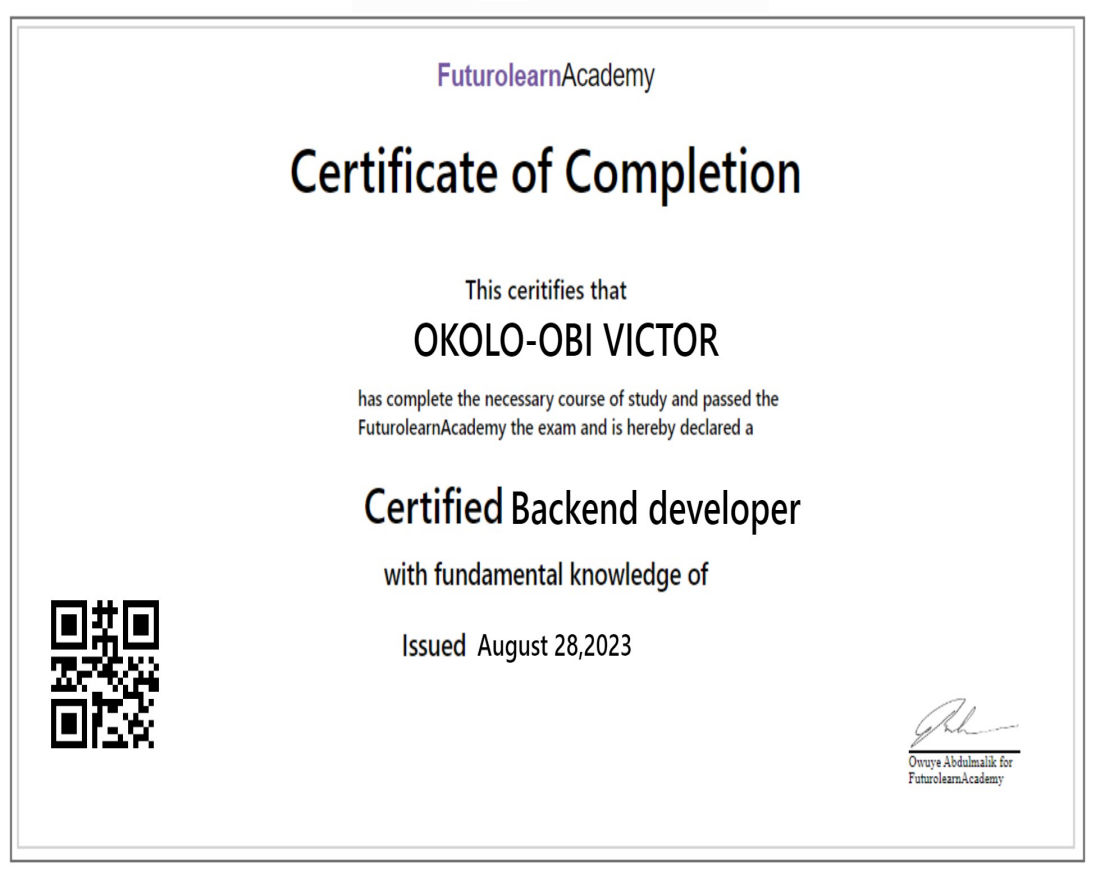 FuturolearnAcademy
Certificate of Completion
This ceritifies that
OKOLO-OBI VICTOR
has complete the necessary course of study and passed the
FuturolearnAcademy the exam and is hereby declared a
Certified Backend developer
with fundamental knowledge of
Issued August 28,2023
Owuye Abdulmalik for
FuturolearnAcademy